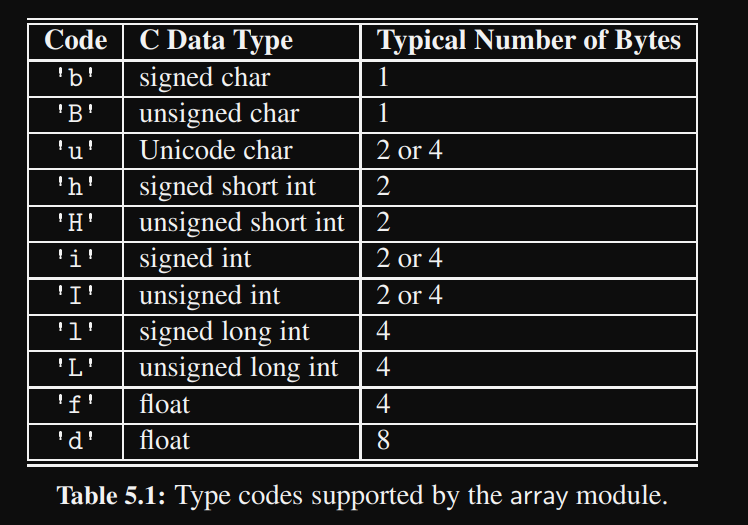 Code C Data Type Typical Number of Bytes
'b' signed char 1
'B' unsigned char 1
'u' Unicode char 2 or 4
'h' signed short int 2
'H' unsigned short int 2
'i' signed int 2 or 4
'I' unsigned int 2 or 4
'l' signed long int 4
'L' unsigned long int 4
'f' float 4
'd' float 8
Table 5.1: Type codes supported by the array module.